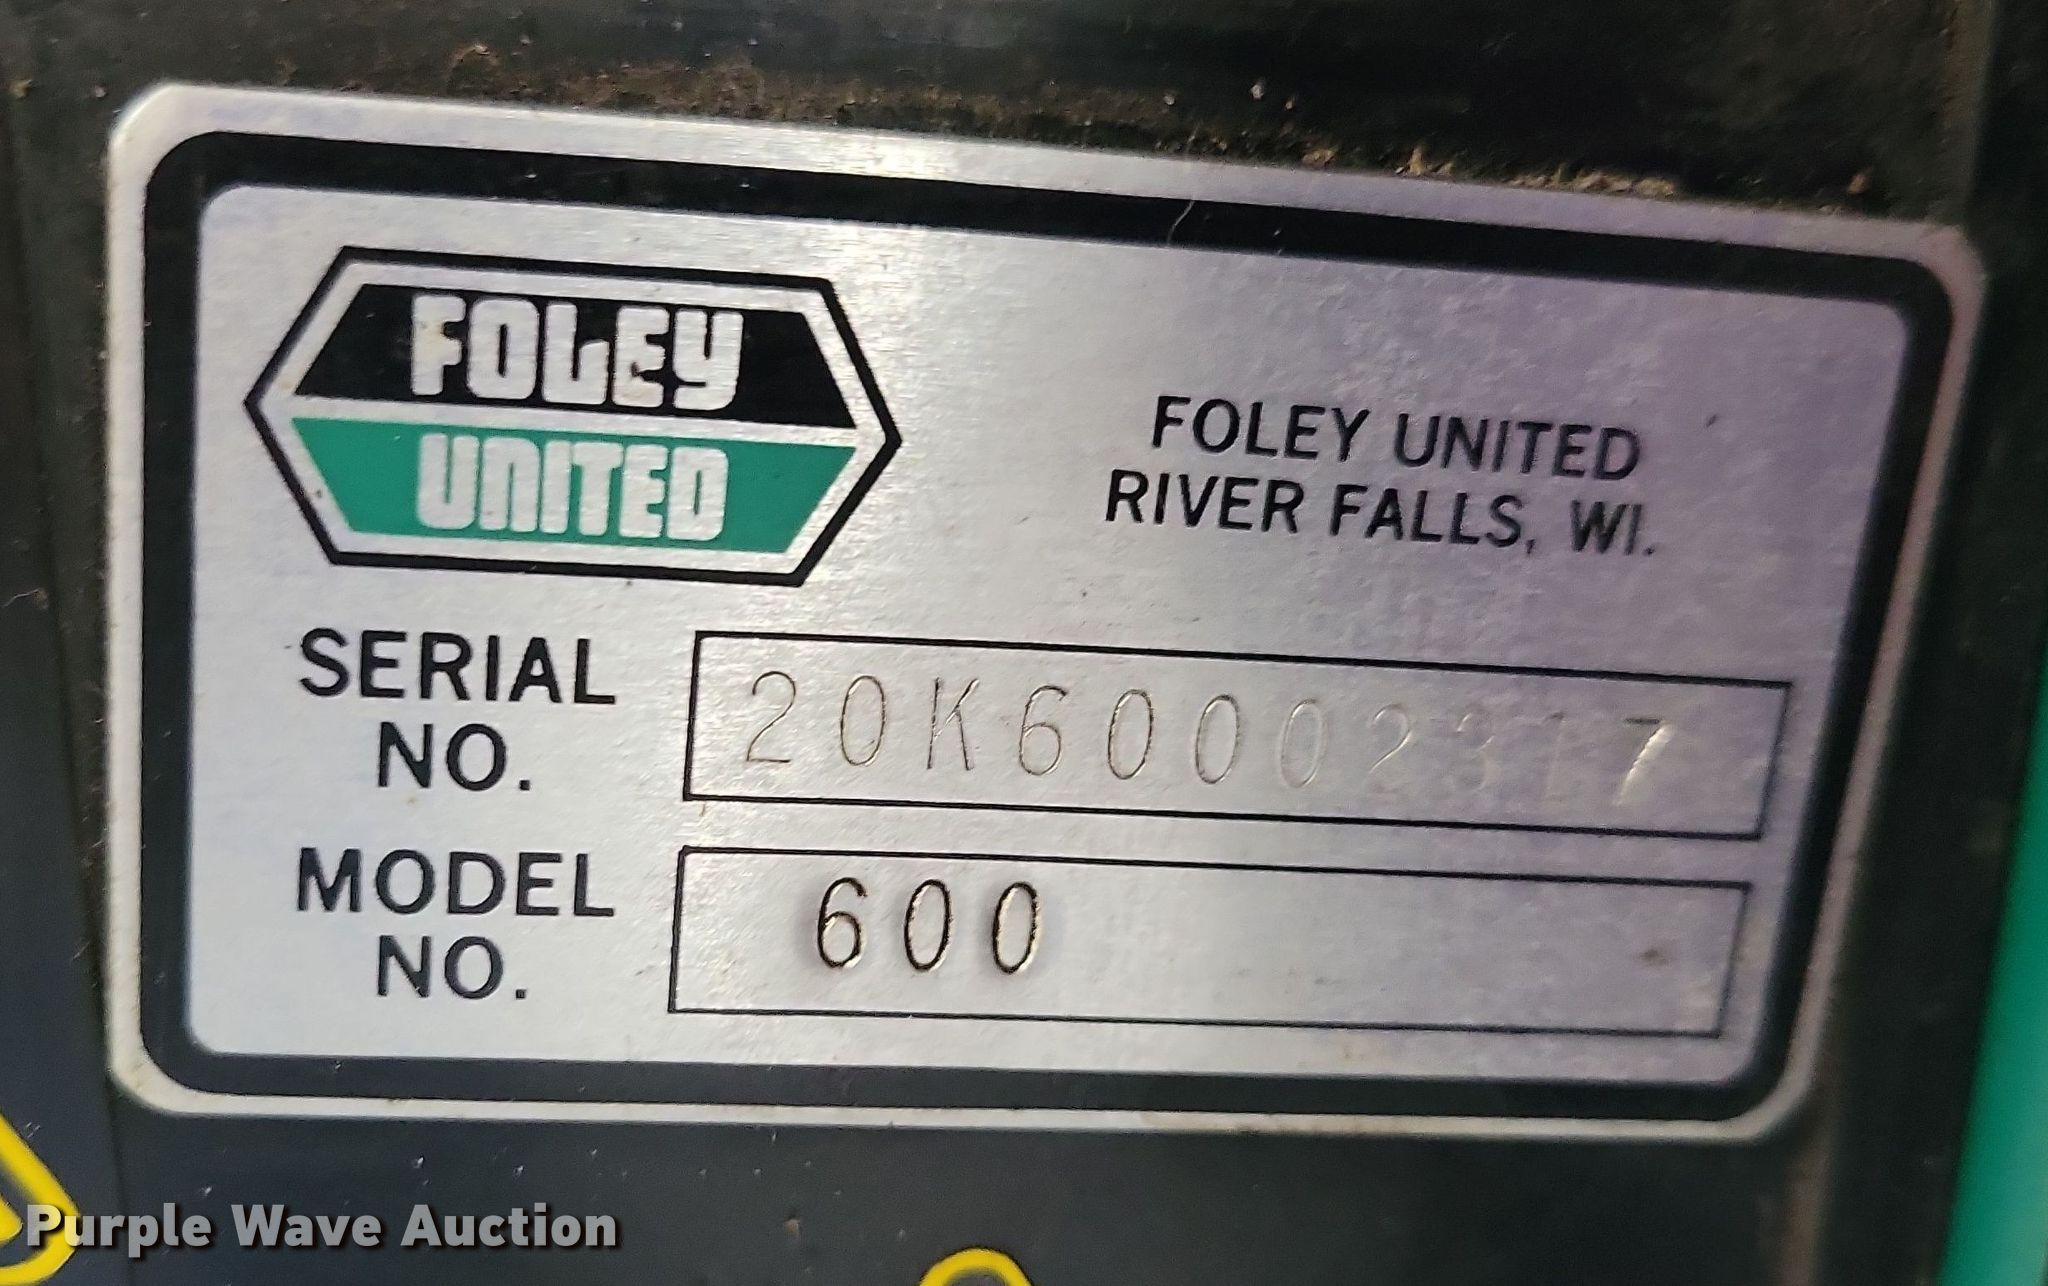 FOLEY
UNITED
FOLEY UNITED
RIVER FALLS, WI.
SERIAL
NO.
20K60002317
MODEL
NO.
600
Purple Wave Auction